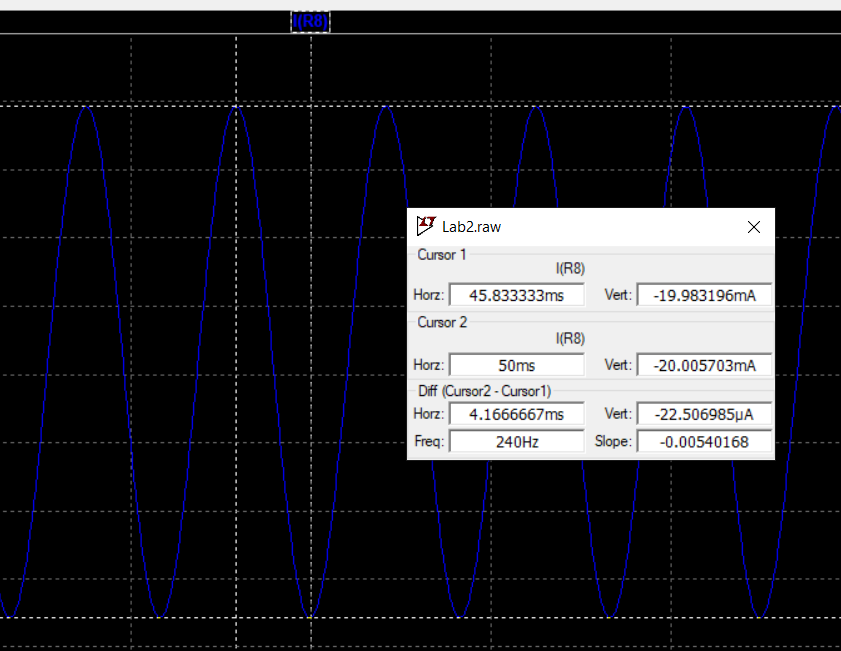 I(R8)
Lab2.raw
Cursor 1
I(R8)
Horz: 45.833333ms Vert: -19.983196mA
Cursor 2
I(R8)
Horz: 50ms Vert: -20.005703mA
Diff (Cursor2 - Cursor1)
Horz: 4.1666667ms Vert: -22.506985µA
Freq: 240Hz Slope: -0.00540168